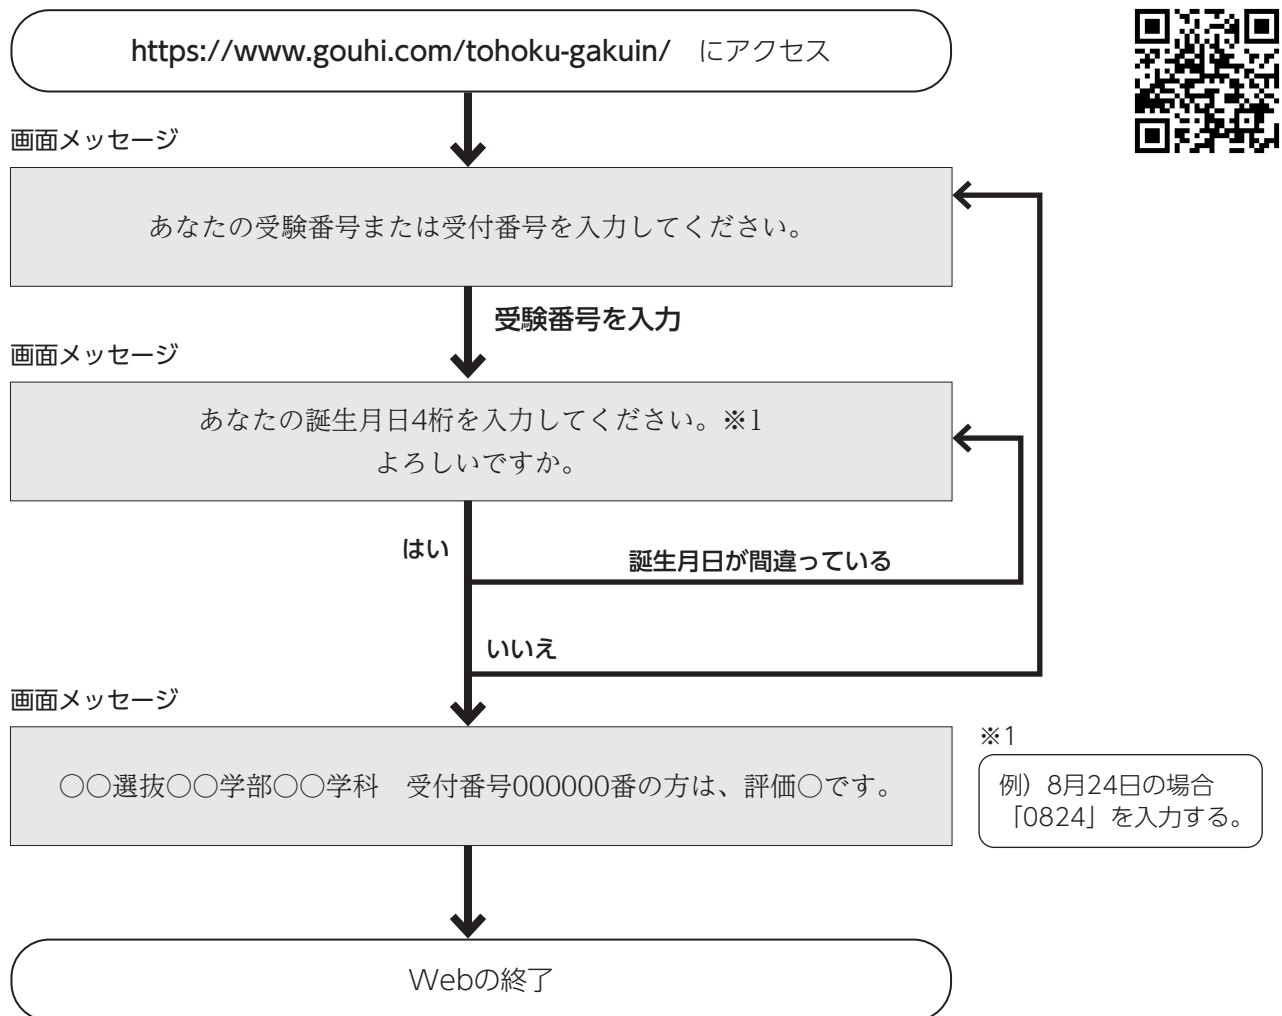 https://www.gouhi.com/tohoku-gakuin/　にアクセス
画面メッセージ
あなたの受験番号または受付番号を入力してください。
受験番号を入力
画面メッセージ
あなたの誕生月日4桁を入力してください。※1
よろしいですか。
はい
誕生月日が間違っている
いいえ
画面メッセージ
○○選抜○○学部○○学科　受付番号000000番の方は、評価○です。
※1
例）8月24日の場合
「0824」を入力する。
Webの終了